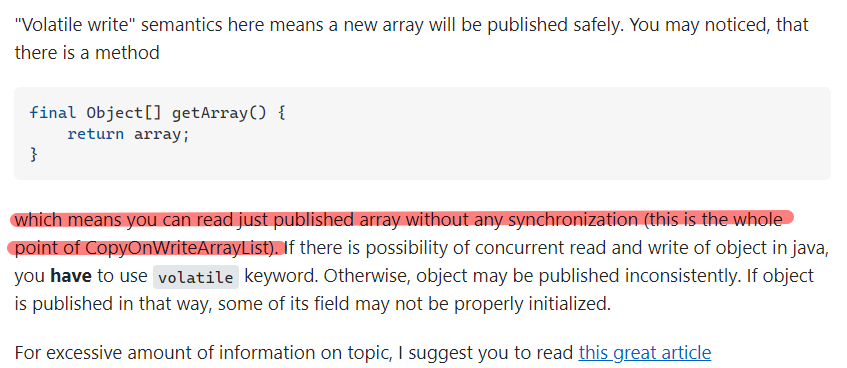 "Volatile write" semantics here means a new array will be published safely. You may noticed, that
there is a method
final Object[] getArray() {
    return array;
}
which means you can read just published array without any synchronization (this is the whole
point of CopyOnWriteArrayList). If there is possibility of concurrent read and write of object in java,
you have to use volatile keyword. Otherwise, object may be published inconsistently. If object
is published in that way, some of its field may not be properly initialized.
For excessive amount of information on topic, I suggest you to read this great article